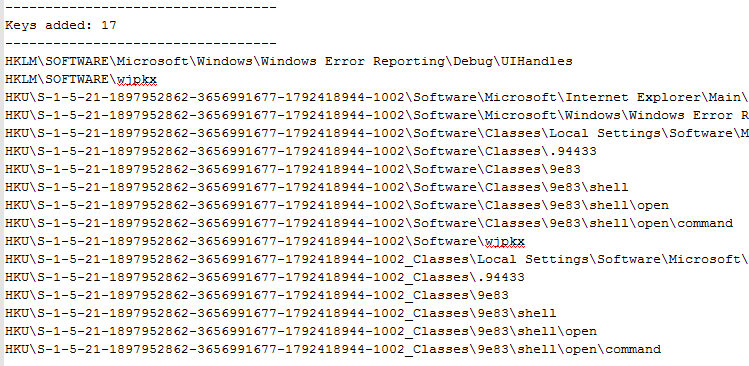 ----------------------------------
Keys added: 17
----------------------------------
HKLM\SOFTWARE\Microsoft\Windows\Windows Error Reporting\Debug\UIHandles
HKLM\SOFTWARE\wjpkx
HKU\S-1-5-21-1897952862-3656991677-1792418944-1002\Software\Microsoft\Internet Explorer\Main\
HKU\S-1-5-21-1897952862-3656991677-1792418944-1002\Software\Microsoft\Windows\Windows Error R
HKU\S-1-5-21-1897952862-3656991677-1792418944-1002\Software\Classes\Local Settings\Software\M
HKU\S-1-5-21-1897952862-3656991677-1792418944-1002\Software\Classes\.94433
HKU\S-1-5-21-1897952862-3656991677-1792418944-1002\Software\Classes\9e83
HKU\S-1-5-21-1897952862-3656991677-1792418944-1002\Software\Classes\9e83\shell
HKU\S-1-5-21-1897952862-3656991677-1792418944-1002\Software\Classes\9e83\shell\open
HKU\S-1-5-21-1897952862-3656991677-1792418944-1002\Software\Classes\9e83\shell\open\command
HKU\S-1-5-21-1897952862-3656991677-1792418944-1002\Software\wjpkx
HKU\S-1-5-21-1897952862-3656991677-1792418944-1002_Classes\Local Settings\Software\Microsoft\
HKU\S-1-5-21-1897952862-3656991677-1792418944-1002_Classes\.94433
HKU\S-1-5-21-1897952862-3656991677-1792418944-1002_Classes\9e83
HKU\S-1-5-21-1897952862-3656991677-1792418944-1002_Classes\9e83\shell
HKU\S-1-5-21-1897952862-3656991677-1792418944-1002_Classes\9e83\shell\open
HKU\S-1-5-21-1897952862-3656991677-1792418944-1002_Classes\9e83\shell\open\command